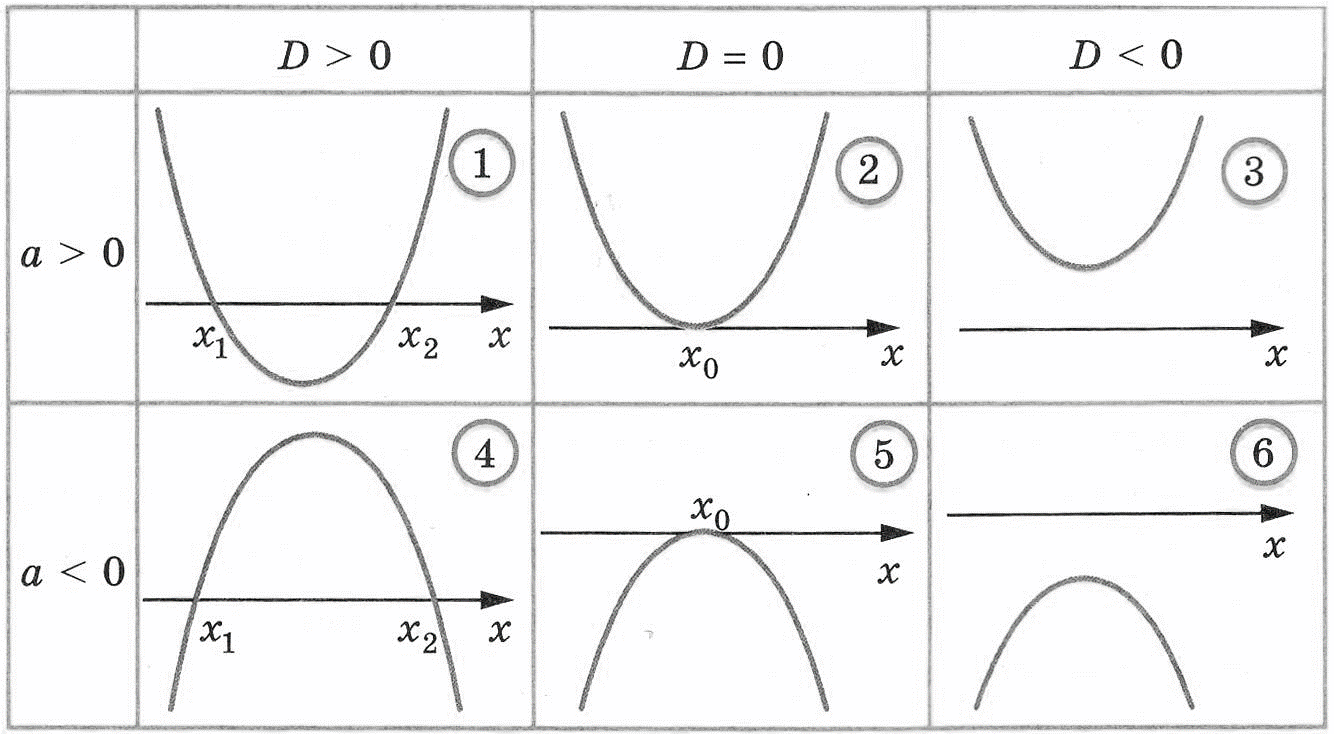 D > 0
D = 0
D < 0
a > 0
1
x₁
x₂
x
2
x₀
x
3
x
a < 0
4
x₁
x₂
x
5
x₀
x
6
x